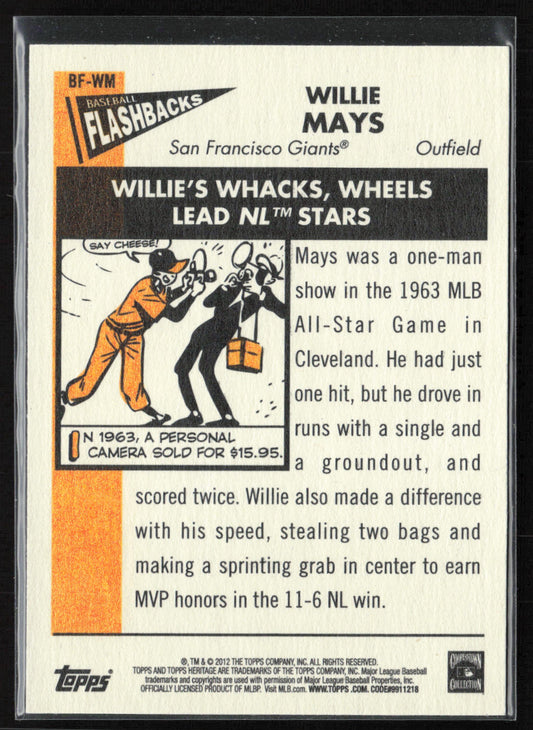 BF-WM
BASEBALL
FLASHBACKS
WILLIE
MAYS
San Francisco Giants® Outfield
WILLIE'S WHACKS, WHEELS
LEAD NL™ STARS
SAY CHEESE!
IN 1963, A PERSONAL
CAMERA SOLD FOR $15.95.
Mays was a one-man
show in the 1963 MLB
All-Star Game in
Cleveland. He had just
one hit, but he drove in
runs with a single and
a groundout, and
scored twice. Willie also made a difference
with his speed, stealing two bags and
making a sprinting grab in center to earn
MVP honors in the 11-6 NL win.
topps
®, TM & © 2012 THE TOPPS COMPANY, INC. ALL RIGHTS RESERVED.
TOPPS AND TOPPS HERITAGE ARE TRADEMARKS OF THE TOPPS COMPANY, INC. Major League Baseball
trademarks and copyrights are used with permission of Major League Baseball Properties, Inc.
OFFICIALLY LICENSED PRODUCT OF MLBP. Visit MLB.com. WWW.TOPPS.COM. CODE#9911218
COOPERSTOWN
COLLECTION